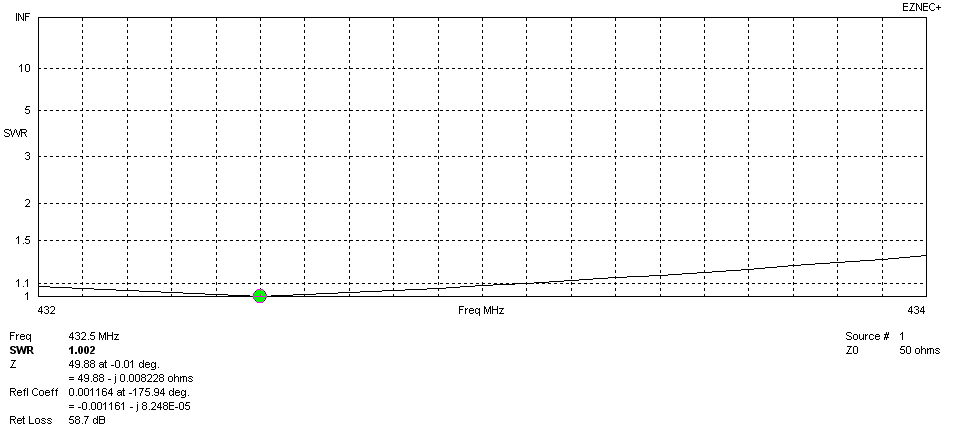 EZNEC+
INF
10
5
SWR
3
2
1.5
1.1
1
432 Freq MHz 434
Freq 432.5 MHz Source # 1
SWR 1.002 Z0 50 ohms
Z 49.88 at -0.01 deg.
= 49.88 - j 0.008228 ohms
Refl Coeff 0.001164 at -175.94 deg.
= -0.001161 - j 8.248E-05
Ret Loss 58.7 dB